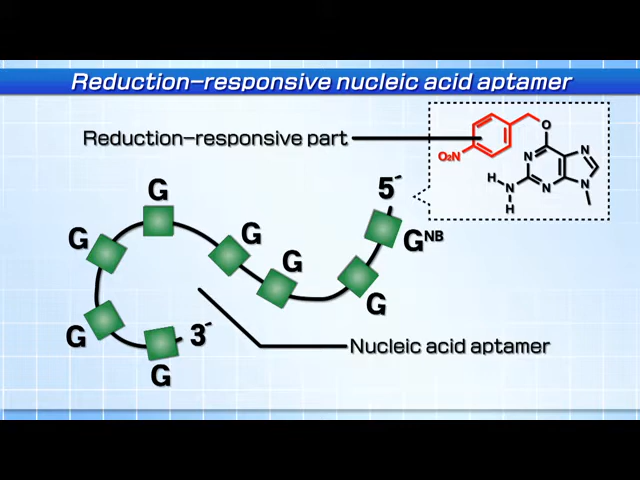 Reduction-responsive nucleic acid aptamer
Reduction-responsive part
O₂N
O
N
N
N
N
H
N
H
5´
G
G
G
G
Gᴺᴮ
G
G
3´
G
Nucleic acid aptamer